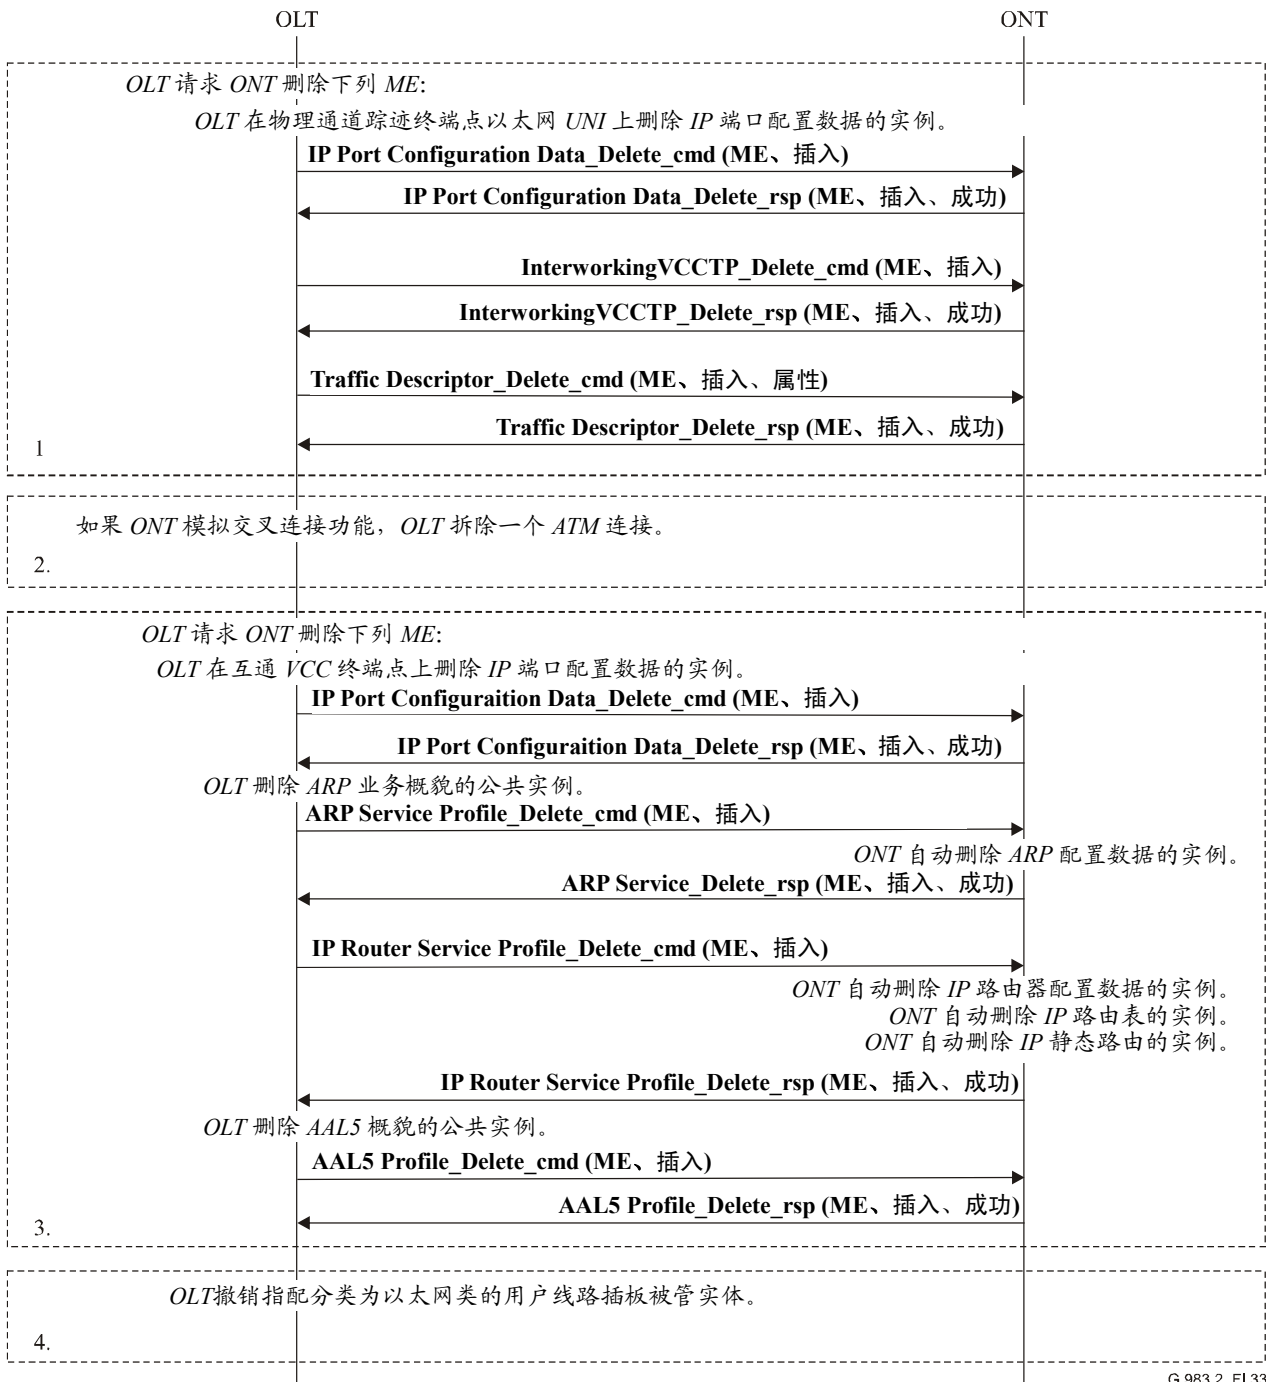 OLT ONT
OLT 请求 ONT 删除下列 ME:
OLT 在物理通道踪迹终端点以太网 UNI 上删除 IP 端口配置数据的实例。
IP Port Configuration Data_Delete_cmd (ME、插入)
IP Port Configuration Data_Delete_rsp (ME、插入、成功)
InterworkingVCCTP_Delete_cmd (ME、插入)
InterworkingVCCTP_Delete_rsp (ME、插入、成功)
Traffic Descriptor_Delete_cmd (ME、插入、属性)
Traffic Descriptor_Delete_rsp (ME、插入、成功)
1
如果 ONT 模拟交叉连接功能，OLT 拆除一个 ATM 连接。
2.
OLT 请求 ONT 删除下列 ME:
OLT 在互通 VCC 终端点上删除 IP 端口配置数据的实例。
IP Port Configuraition Data_Delete_cmd (ME、插入)
IP Port Configuraition Data_Delete_rsp (ME、插入、成功)
OLT 删除 ARP 业务概貌的公共实例。
ARP Service Profile_Delete_cmd (ME、插入)
ONT 自动删除 ARP 配置数据的实例。
ARP Service_Delete_rsp (ME、插入、成功)
IP Router Service Profile_Delete_cmd (ME、插入)
ONT 自动删除 IP 路由器配置数据的实例。
ONT 自动删除 IP 路由表的实例。
ONT 自动删除 IP 静态路由的实例。
IP Router Service Profile_Delete_rsp (ME、插入、成功)
OLT 删除 AAL5 概貌的公共实例。
AAL5 Profile_Delete_cmd (ME、插入)
AAL5 Profile_Delete_rsp (ME、插入、成功)
3.
OLT撤销指配分类为以太网类的用户线路插板被管实体。
4.
G.983.2_FI.33